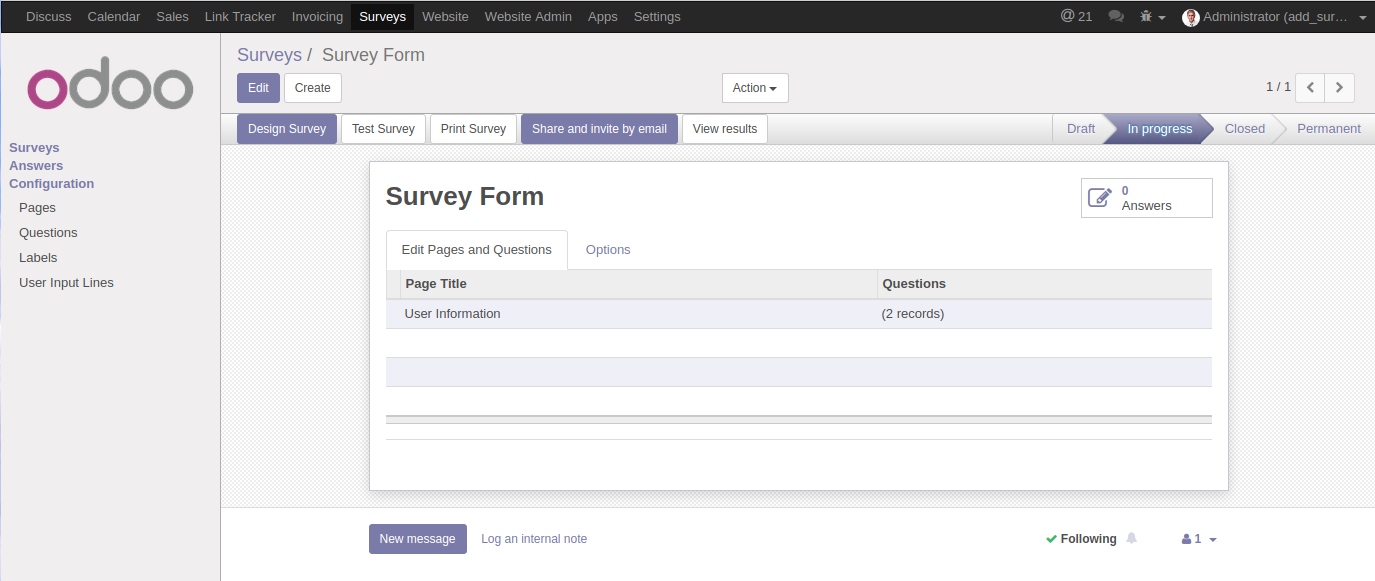 Discuss Calendar Sales Link Tracker Invoicing Surveys Website Website Admin Apps Settings @ 21 Administrator (add_sur...
odoo
Surveys / Survey Form
Edit Create Action 1 / 1
Design Survey Test Survey Print Survey Share and invite by email View results Draft In progress Closed Permanent
Surveys
Answers
Configuration
Pages
Questions
Labels
User Input Lines
Survey Form
0
Answers
Edit Pages and Questions Options
Page Title Questions
User Information (2 records)
New message Log an internal note Following 1